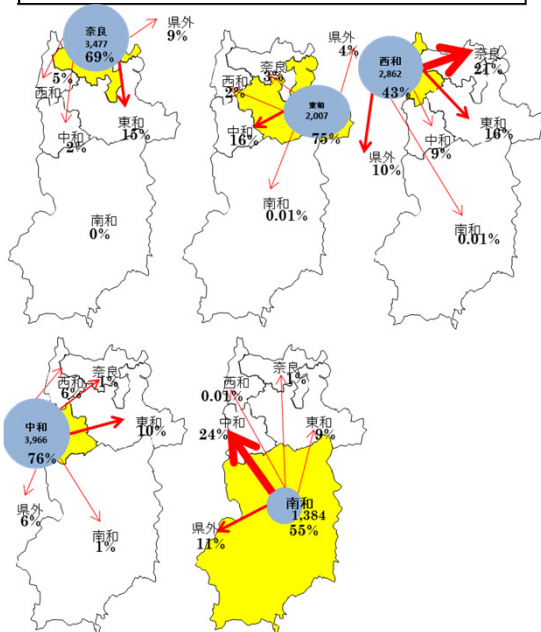 奈良
3,477
69%
県外
9%
5%
西和
中和
2%
東和
15%
南和
0%
奈良
3%
県外
4%
西和
2%
東和
2,007
75%
中和
16%
南和
0.01%
西和
2,862
43%
奈良
21%
東和
16%
中和
9%
県外
10%
南和
0.01%
奈良
1%
西和
6%
中和
3,966
76%
東和
10%
県外
6%
南和
1%
奈良
1%
西和
0.01%
中和
24%
東和
9%
南和
1,384
55%
県外
11%